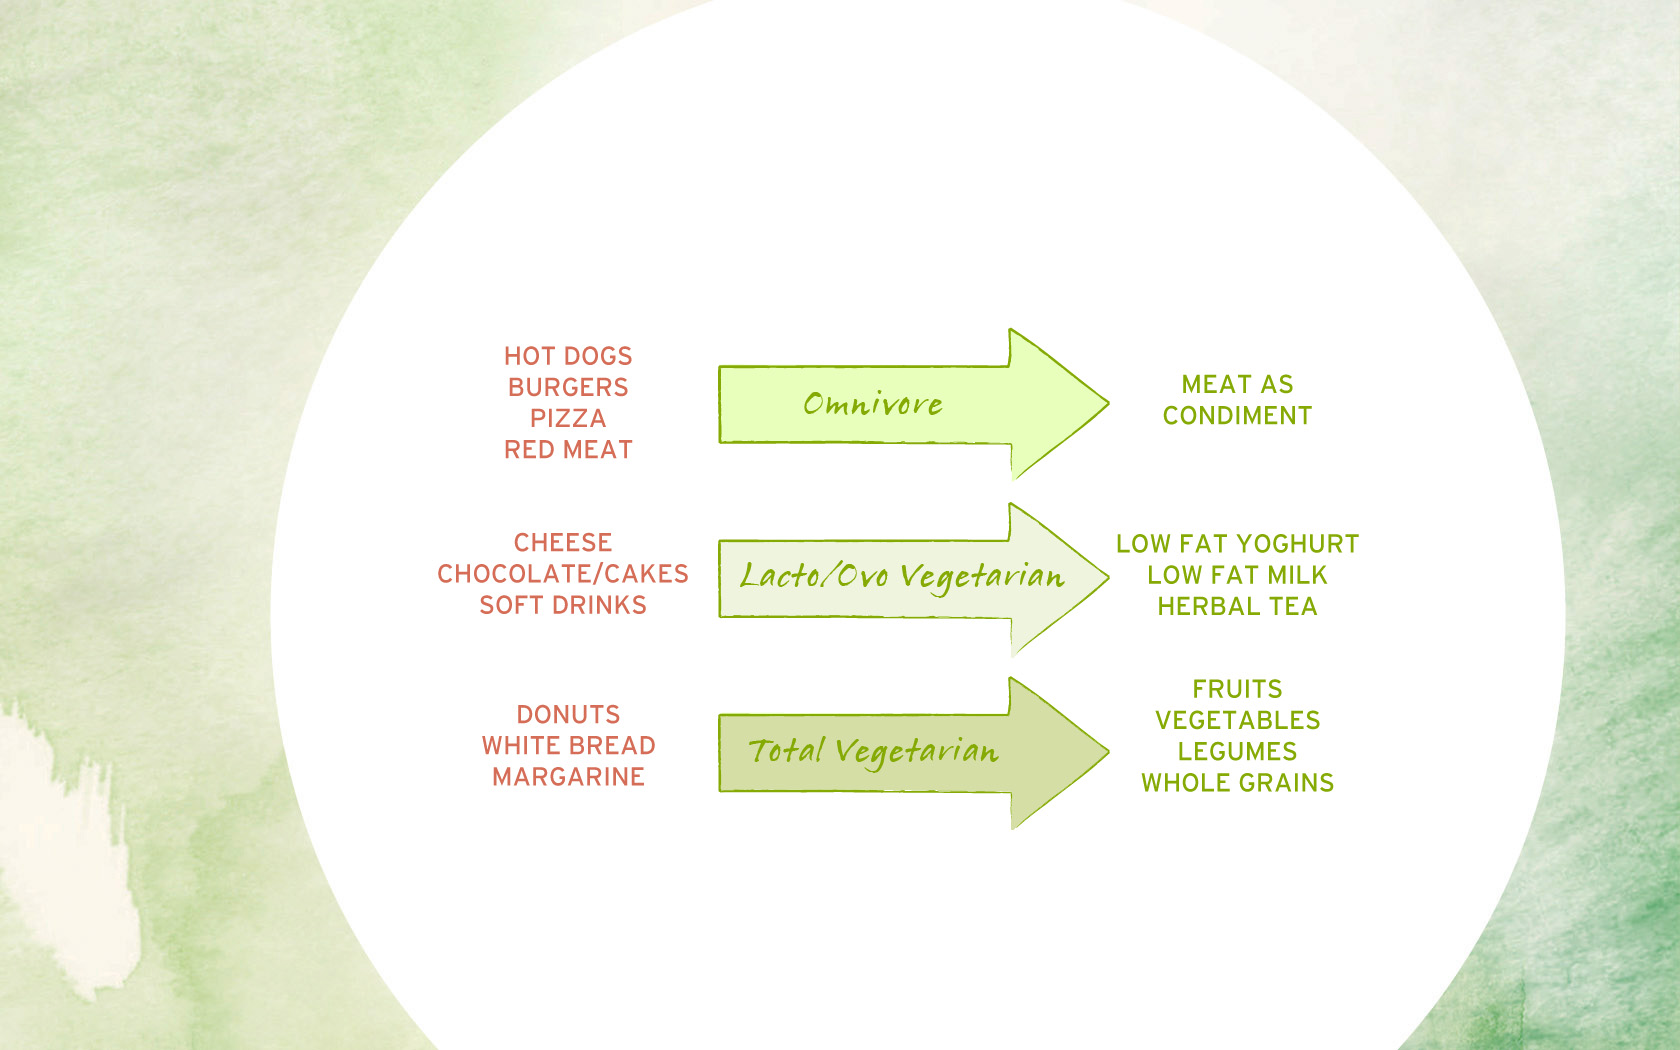 HOT DOGS
BURGERS
PIZZA
RED MEAT
Omnivore
MEAT AS
CONDIMENT
CHEESE
CHOCOLATE/CAKES
SOFT DRINKS
Lacto/Ovo Vegetarian
LOW FAT YOGHURT
LOW FAT MILK
HERBAL TEA
DONUTS
WHITE BREAD
MARGARINE
Total Vegetarian
FRUITS
VEGETABLES
LEGUMES
WHOLE GRAINS